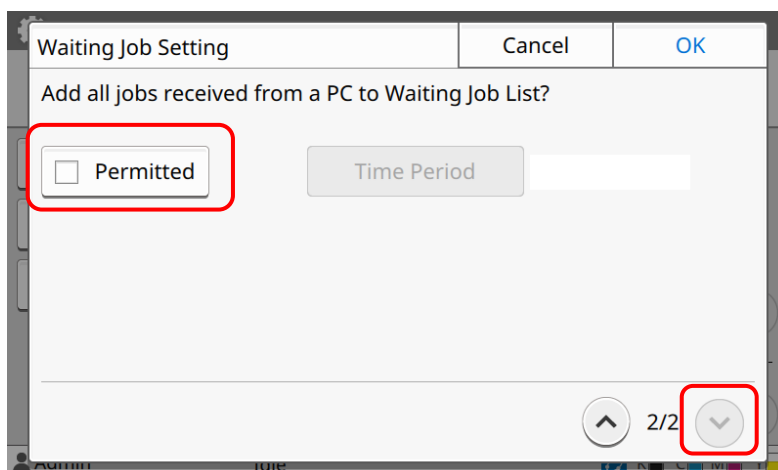 Waiting Job Setting
Cancel
OK
Add all jobs received from a PC to Waiting Job List?
Permitted
Time Period
2/2
Admin
Idle
K
C
M
Y